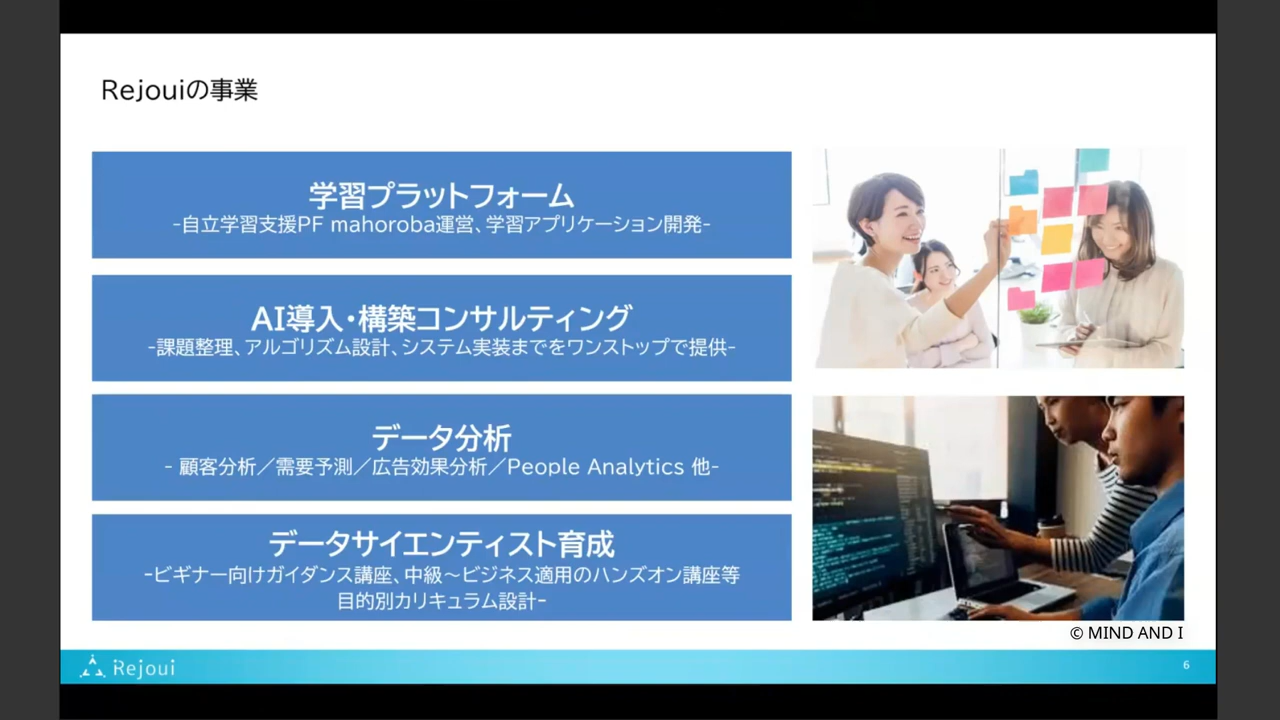 Rejouiの事業
学習プラットフォーム
-自立学習支援PF mahoroba運営、学習アプリケーション開発-
AI導入・構築コンサルティング
-課題整理、アルゴリズム設計、システム実装までをワンストップで提供-
データ分析
- 顧客分析／需要予測／広告効果分析／People Analytics 他-
データサイエンティスト育成
-ビギナー向けガイダンス講座、中級～ビジネス適用のハンズオン講座等
目的別カリキュラム設計-
© MIND AND I
Rejoui
6